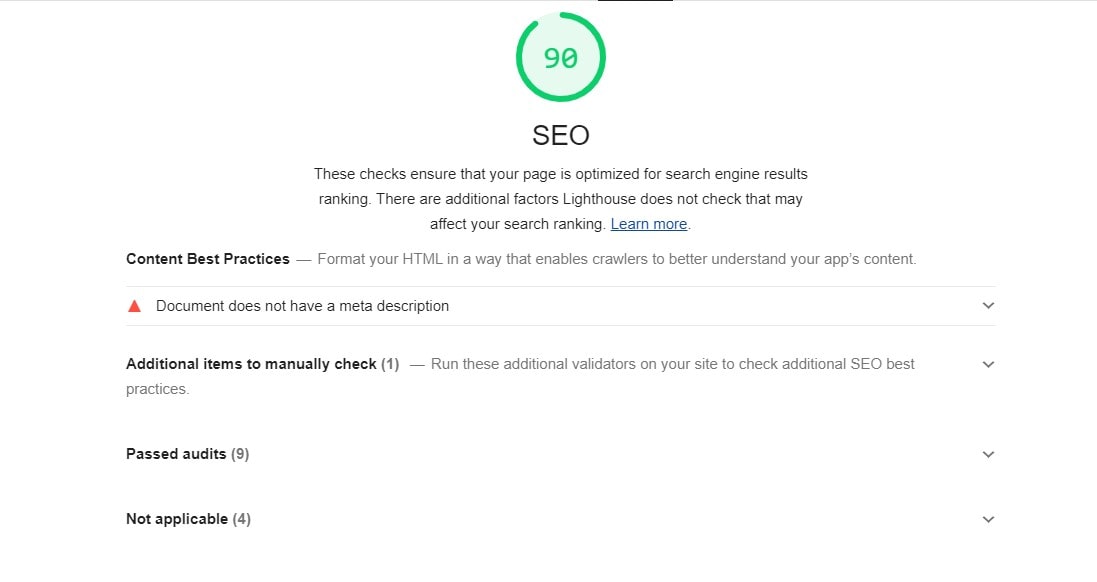 90
SEO
These checks ensure that your page is optimized for search engine results
ranking. There are additional factors Lighthouse does not check that may
affect your search ranking. Learn more.
Content Best Practices — Format your HTML in a way that enables crawlers to better understand your app's content.
Document does not have a meta description
Additional items to manually check (1) — Run these additional validators on your site to check additional SEO best
practices.
Passed audits (9)
Not applicable (4)